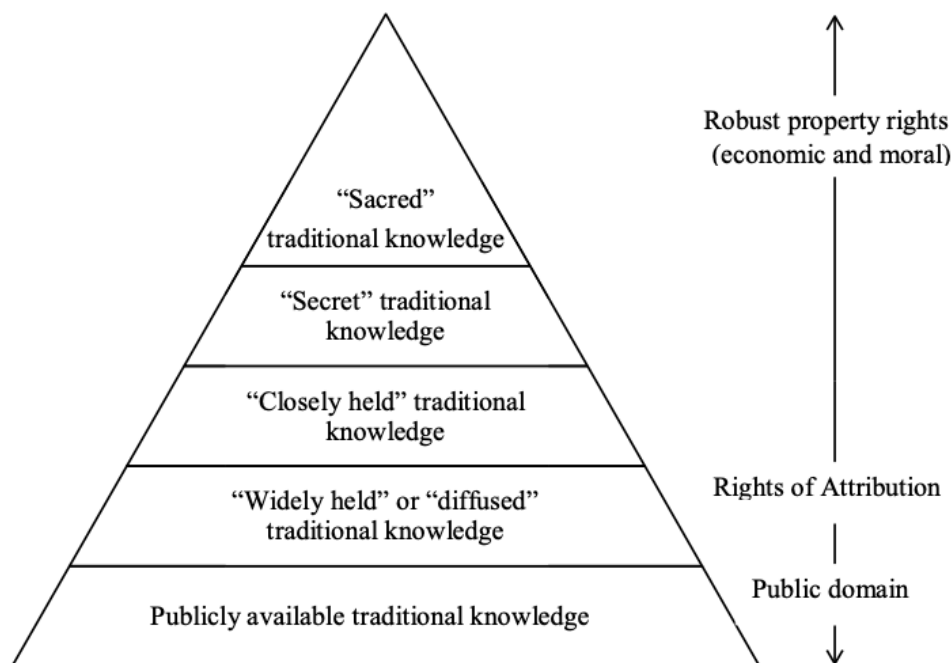 “Sacred”
traditional knowledge
“Secret” traditional
knowledge
“Closely held” traditional
knowledge
“Widely held” or “diffused”
traditional knowledge
Publicly available traditional knowledge
Robust property rights
(economic and moral)
Rights of Attribution
Public domain